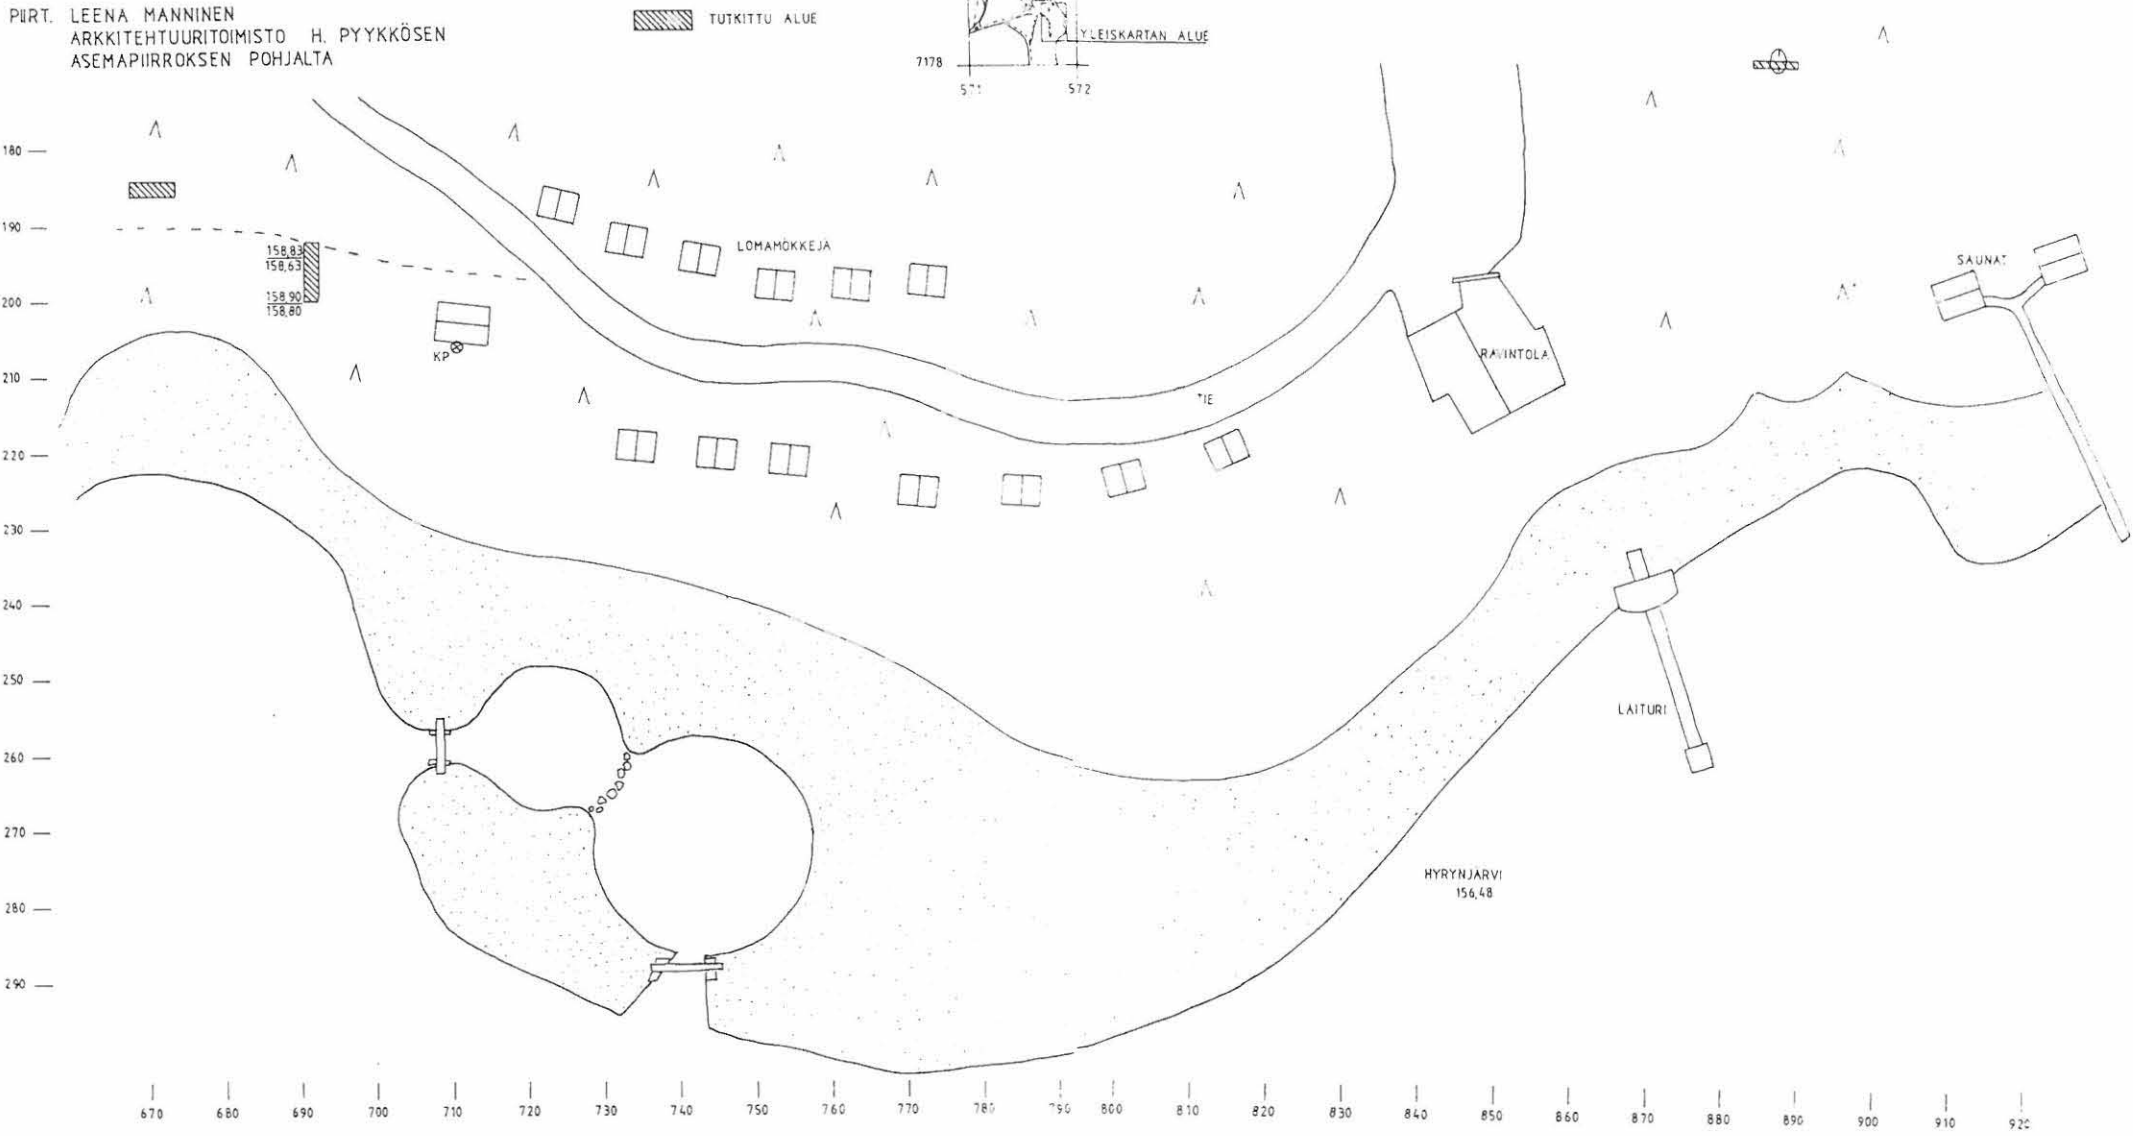 PIIRT. LEENA MANNINEN
ARKKITEHTUURITOIMISTO H. PYYKKÖSEN
ASEMAPIIRROKSEN POHJALTA
TUTKITTU ALUE
YLEISKARTAN ALUE
7178
571 572
180
190
200
210
220
230
240
250
260
270
280
290
158,83
158,63
158,90
158,80
KP
LOMAMÖKKEJÄ
TIE
RAVINTOLA
SAUNAT
LAITURI
HYRYNJÄRVI
156,48
670 680 690 700 710 720 730 740 750 760 770 780 790 800 810 820 830 840 850 860 870 880 890 900 910 920